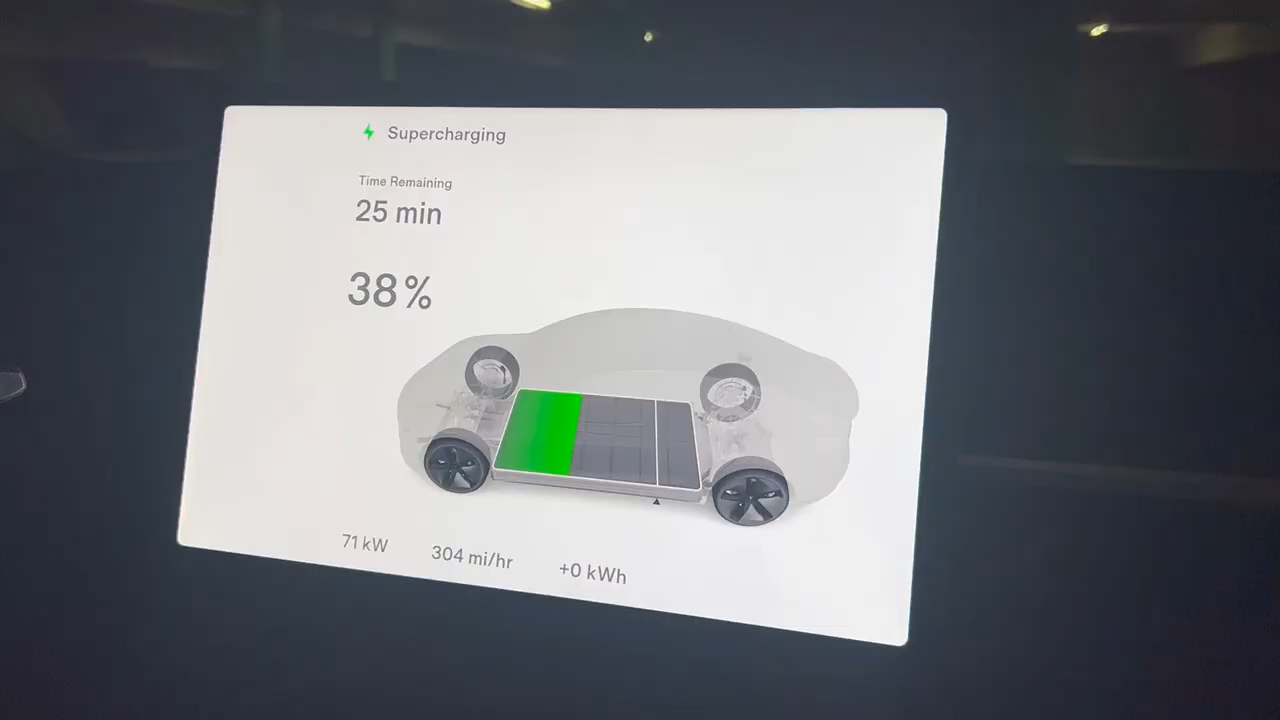 Supercharging
Time Remaining
25 min
38%
71 kW 304 mi/hr +0 kWh